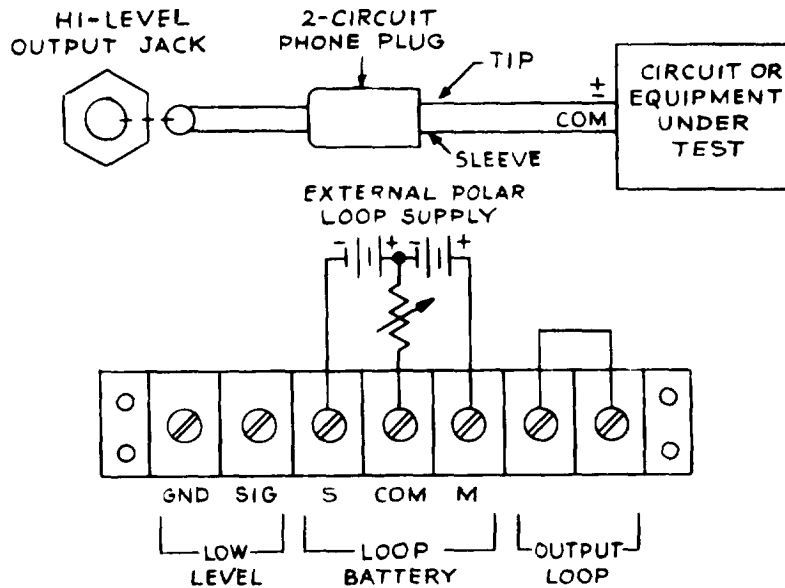 HI-LEVEL
OUTPUT JACK
2-CIRCUIT
PHONE PLUG
TIP
±
COM
CIRCUIT OR
EQUIPMENT
UNDER
TEST
SLEEVE
EXTERNAL POLAR
LOOP SUPPLY
- + - +
GND SIG S COM M
LOW
LEVEL
LOOP
BATTERY
OUTPUT
LOOP